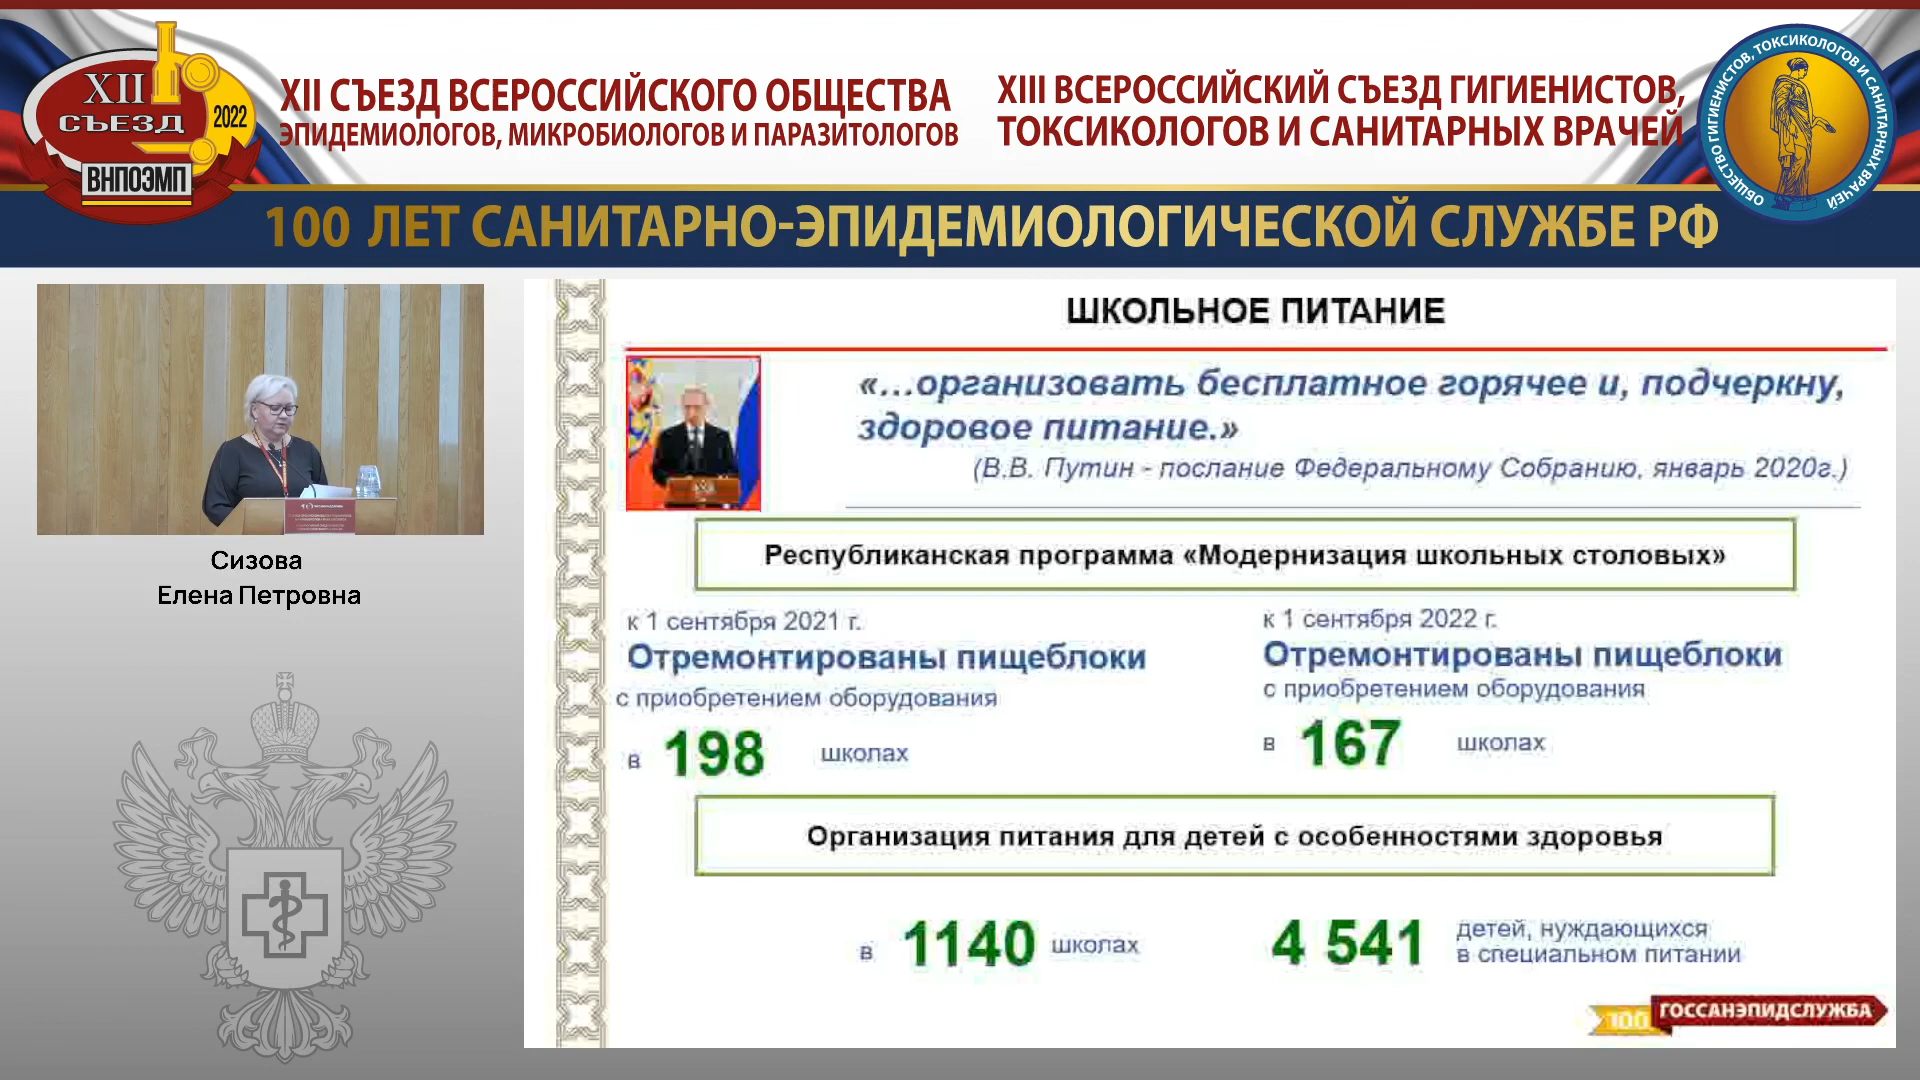 XII
СЪЕЗД
2022
ВНПОЭМП
XII СЪЕЗД ВСЕРОССИЙСКОГО ОБЩЕСТВА
ЭПИДЕМИОЛОГОВ, МИКРОБИОЛОГОВ И ПАРАЗИТОЛОГОВ
XIII ВСЕРОССИЙСКИЙ СЪЕЗД ГИГИЕНИСТОВ,
ТОКСИКОЛОГОВ И САНИТАРНЫХ ВРАЧЕЙ
ОБЩЕСТВО ГИГИЕНИСТОВ, ТОКСИКОЛОГОВ И САНИТАРНЫХ ВРАЧЕЙ
100 ЛЕТ САНИТАРНО-ЭПИДЕМИОЛОГИЧЕСКОЙ СЛУЖБЕ РФ
Сизова
Елена Петровна
ШКОЛЬНОЕ ПИТАНИЕ
«...организовать бесплатное горячее и, подчеркну,
здоровое питание.»
(В.В. Путин - послание Федеральному Собранию, январь 2020г.)
Республиканская программа «Модернизация школьных столовых»
к 1 сентября 2021 г.
Отремонтированы пищеблоки
с приобретением оборудования
в 198 школах
к 1 сентября 2022 г.
Отремонтированы пищеблоки
с приобретением оборудования
в 167 школах
Организация питания для детей с особенностями здоровья
в 1140 школах
4 541 детей, нуждающихся
в специальном питании
100 ГОССАНЭПИДСЛУЖБА